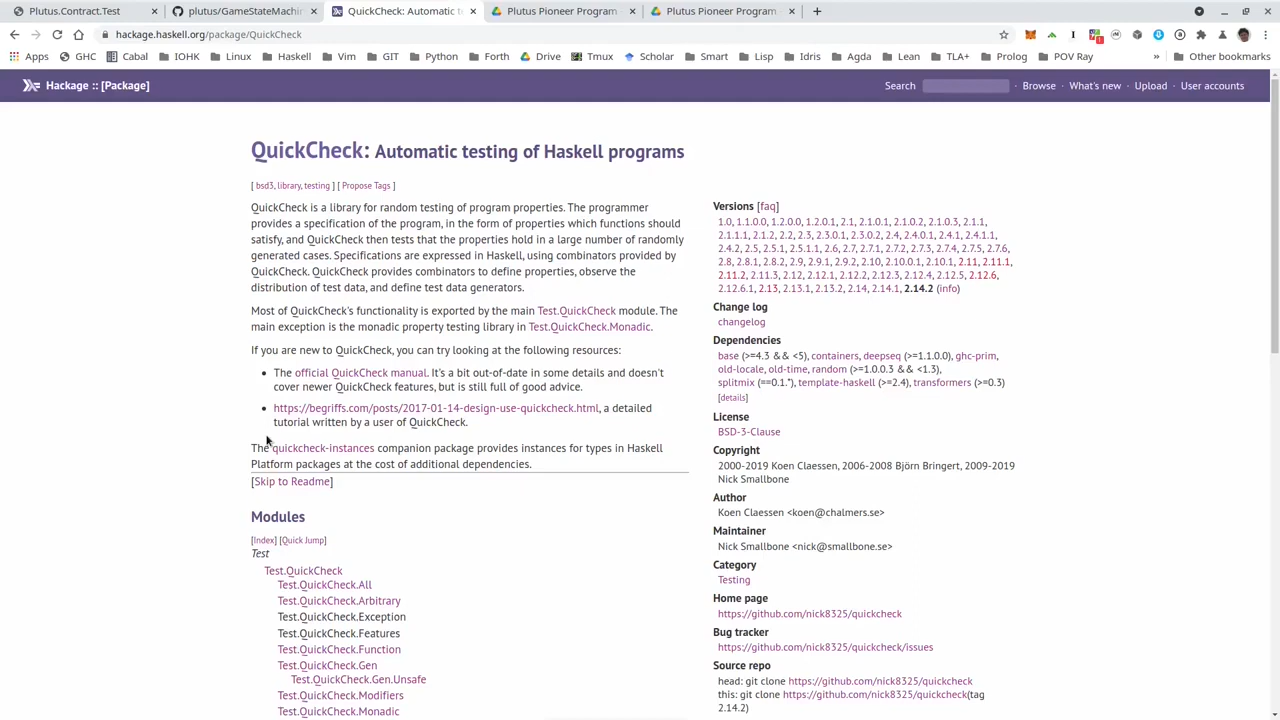 Plutus.Contract.Test
plutus/GameStateMachin
QuickCheck: Automatic te
Plutus Pioneer Program
Plutus Pioneer Program
hackage.haskell.org/package/QuickCheck
Apps GHC Cabal IOHK Linux Haskell Vim GIT Python Forth Drive Tmux Scholar Smart Lisp Idris Agda Lean TLA+ Prolog POV Ray » Other bookmarks
Hackage :: [Package]
Search · Browse · What's new · Upload · User accounts
QuickCheck: Automatic testing of Haskell programs
[ bsd3, library, testing ] [ Propose Tags ]
QuickCheck is a library for random testing of program properties. The programmer
provides a specification of the program, in the form of properties which functions should
satisfy, and QuickCheck then tests that the properties hold in a large number of randomly
generated cases. Specifications are expressed in Haskell, using combinators provided by
QuickCheck. QuickCheck provides combinators to define properties, observe the
distribution of test data, and define test data generators.
Most of QuickCheck's functionality is exported by the main Test.QuickCheck module. The
main exception is the monadic property testing library in Test.QuickCheck.Monadic.
If you are new to QuickCheck, you can try looking at the following resources:
• The official QuickCheck manual. It's a bit out-of-date in some details and doesn't
cover newer QuickCheck features, but is still full of good advice.
• https://begriffs.com/posts/2017-01-14-design-use-quickcheck.html, a detailed
tutorial written by a user of QuickCheck.
The quickcheck-instances companion package provides instances for types in Haskell
Platform packages at the cost of additional dependencies.
[Skip to Readme]
Modules
[Index] [Quick Jump]
Test
Test.QuickCheck
Test.QuickCheck.All
Test.QuickCheck.Arbitrary
Test.QuickCheck.Exception
Test.QuickCheck.Features
Test.QuickCheck.Function
Test.QuickCheck.Gen
Test.QuickCheck.Gen.Unsafe
Test.QuickCheck.Modifiers
Test.QuickCheck.Monadic
Versions [faq]
1.0, 1.1.0.0, 1.2.0.0, 1.2.0.1, 2.1, 2.1.0.1, 2.1.0.2, 2.1.0.3, 2.1.1,
2.1.1.1, 2.1.2, 2.2, 2.3, 2.3.0.1, 2.3.0.2, 2.4, 2.4.0.1, 2.4.1, 2.4.1.1,
2.4.2, 2.5, 2.5.1, 2.5.1.1, 2.6, 2.7, 2.7.1, 2.7.2, 2.7.3, 2.7.4, 2.7.5, 2.7.6,
2.8, 2.8.1, 2.8.2, 2.9, 2.9.1, 2.9.2, 2.10, 2.10.0.1, 2.10.1, 2.11, 2.11.1,
2.11.2, 2.11.3, 2.12, 2.12.1, 2.12.2, 2.12.3, 2.12.4, 2.12.5, 2.12.6,
2.12.6.1, 2.13, 2.13.1, 2.13.2, 2.14, 2.14.1, 2.14.2 (info)
Change log
changelog
Dependencies
base (>=4.3 && <5), containers, deepseq (>=1.1.0.0), ghc-prim,
old-locale, old-time, random (>=1.0.0.3 && <1.3),
splitmix (==0.1.*), template-haskell (>=2.4), transformers (>=0.3)
[details]
License
BSD-3-Clause
Copyright
2000-2019 Koen Claessen, 2006-2008 Björn Bringert, 2009-2019
Nick Smallbone
Author
Koen Claessen <koen@chalmers.se>
Maintainer
Nick Smallbone <nick@smallbone.se>
Category
Testing
Home page
https://github.com/nick8325/quickcheck
Bug tracker
https://github.com/nick8325/quickcheck/issues
Source repo
head: git clone https://github.com/nick8325/quickcheck
this: git clone https://github.com/nick8325/quickcheck(tag
2.14.2)